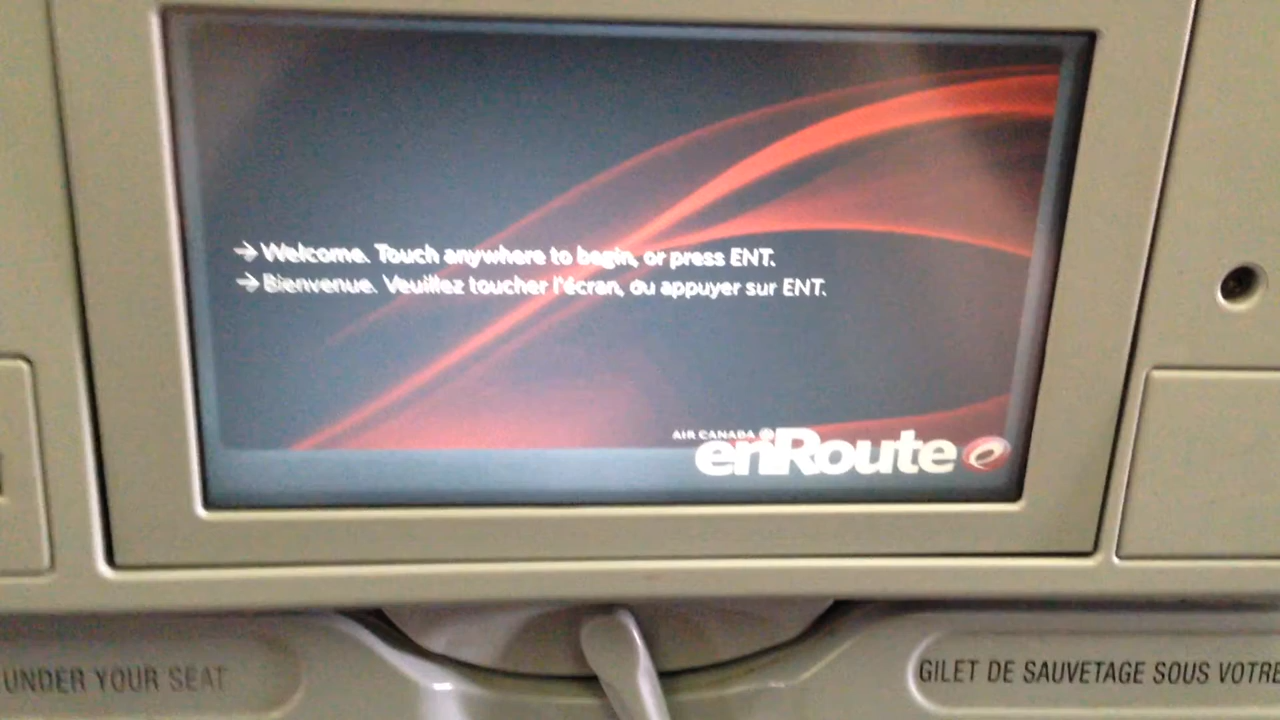 → Welcome. Touch anywhere to begin, or press ENT.
→ Bienvenue. Veuillez toucher l'écran, ou appuyer sur ENT.
AIR CANADA
enRoute
UNDER YOUR SEAT
GILET DE SAUVETAGE SOUS VOTRE